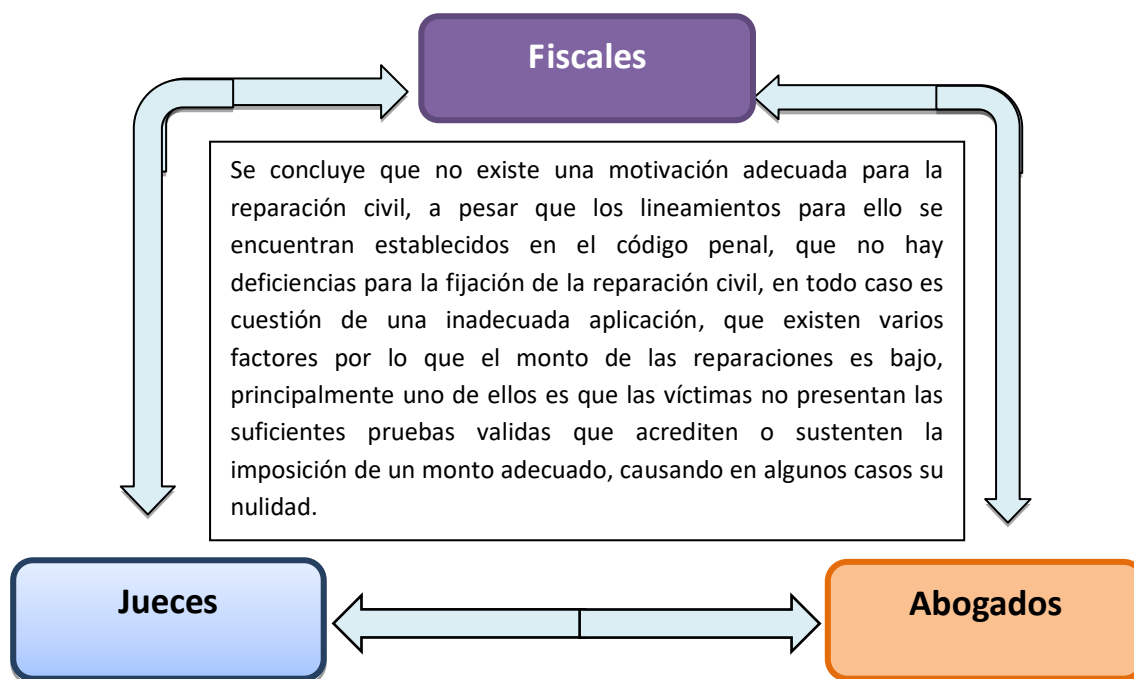 Fiscales
Se concluye que no existe una motivación adecuada para la
reparación civil, a pesar que los lineamientos para ello se
encuentran establecidos en el código penal, que no hay
deficiencias para la fijación de la reparación civil, en todo caso es
cuestión de una inadecuada aplicación, que existen varios
factores por lo que el monto de las reparaciones es bajo,
principalmente uno de ellos es que las víctimas no presentan las
suficientes pruebas validas que acrediten o sustenten la
imposición de un monto adecuado, causando en algunos casos su
nulidad.
Jueces
Abogados